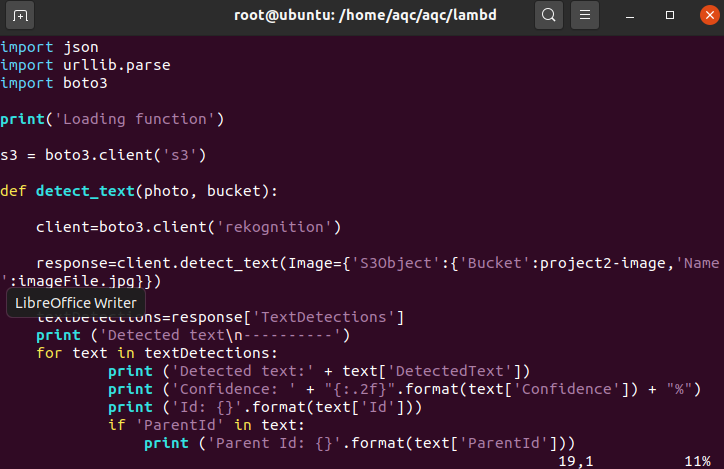 root@ubuntu: /home/aqc/aqc/lambd
import json
import urllib.parse
import boto3
print('Loading function')
s3 = boto3.client('s3')
def detect_text(photo, bucket):
client=boto3.client('rekognition')
response=client.detect_text(Image={'S3Object':{'Bucket':project2-image,'Name
':imageFile.jpg}})
LibreOffice Writer
textDetections=response['TextDetections']
print ('Detected text\n----------')
for text in textDetections:
print ('Detected text:' + text['DetectedText'])
print ('Confidence: ' + "{:.2f}".format(text['Confidence']) + "%")
print ('Id: {}'.format(text['Id']))
if 'ParentId' in text:
print ('Parent Id: {}'.format(text['ParentId']))
19,1 11%